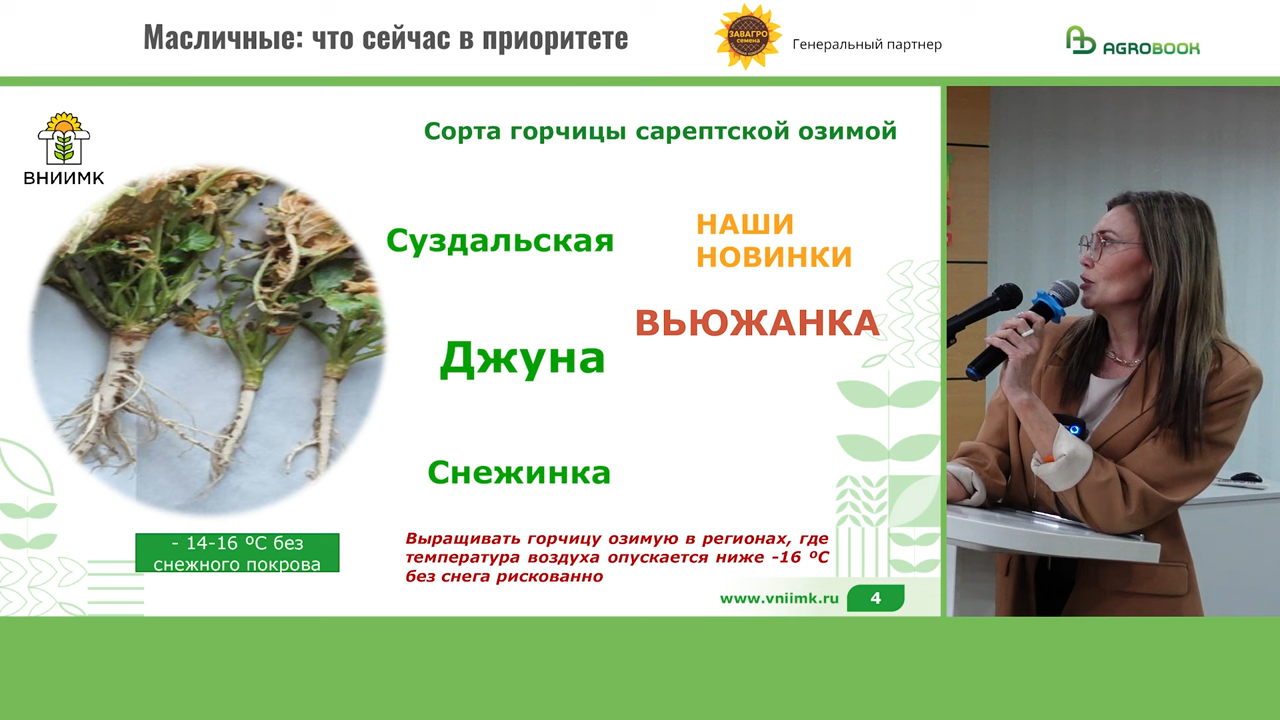 Масличные: что сейчас в приоритете
ЗАВАГРО
семена
Генеральный партнер
AGROBOOK
ВНИИМК
Сорта горчицы сарептской озимой
Суздальская
НАШИ
НОВИНКИ
ВЬЮЖАНКА
Джуна
Снежинка
- 14-16 ºС без
снежного покрова
Выращивать горчицу озимую в регионах, где
температура воздуха опускается ниже -16 ºС
без снега рискованно
www.vniimk.ru
4